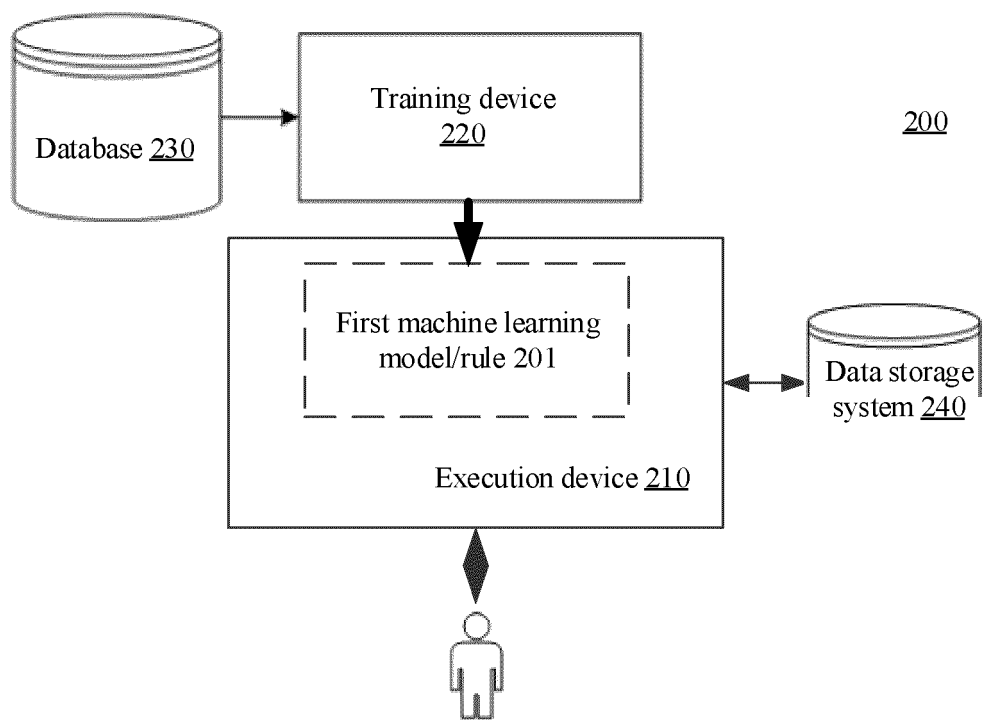 Training device
220
200
Database 230
First machine learning
model/rule 201
Data storage
system 240
Execution device 210